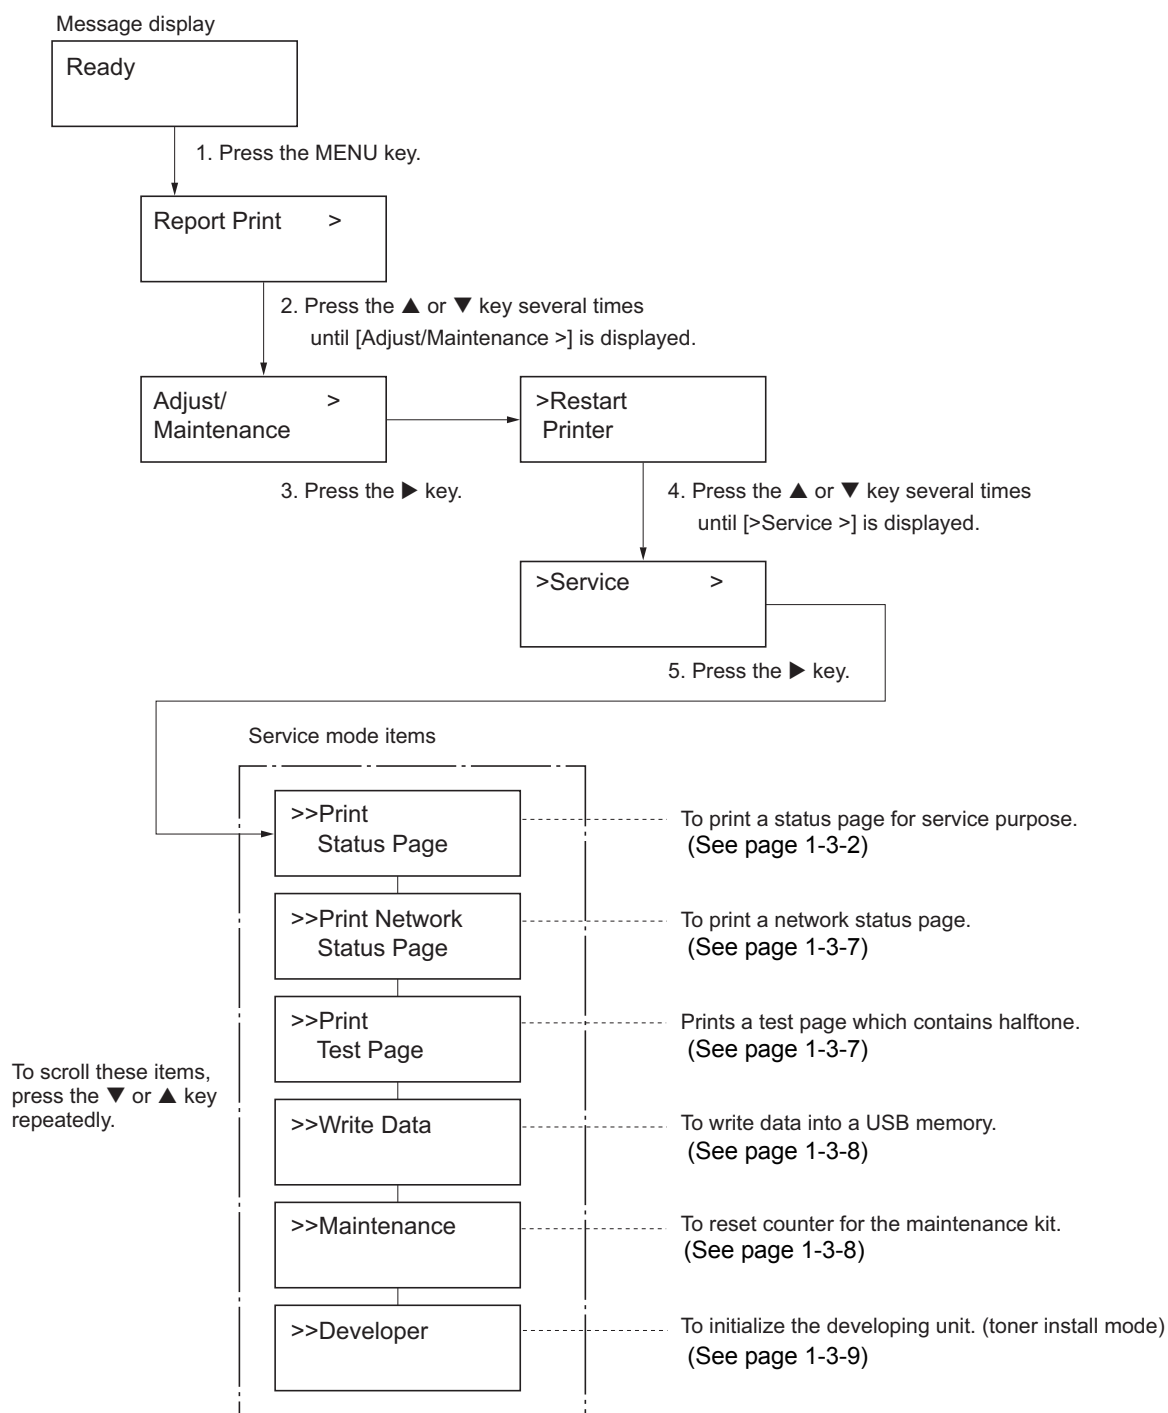 Message display
Ready
1. Press the MENU key.
Report Print >
2. Press the ▲ or ▼ key several times
until [Adjust/Maintenance >] is displayed.
Adjust/ >
Maintenance
>Restart
Printer
3. Press the ▶ key.
4. Press the ▲ or ▼ key several times
until [>Service >] is displayed.
>Service >
5. Press the ▶ key.
Service mode items
>>Print
Status Page
To print a status page for service purpose.
(See page 1-3-2)
>>Print Network
Status Page
To print a network status page.
(See page 1-3-7)
>>Print
Test Page
Prints a test page which contains halftone.
(See page 1-3-7)
To scroll these items,
press the ▼ or ▲ key
repeatedly.
>>Write Data
To write data into a USB memory.
(See page 1-3-8)
>>Maintenance
To reset counter for the maintenance kit.
(See page 1-3-8)
>>Developer
To initialize the developing unit. (toner install mode)
(See page 1-3-9)